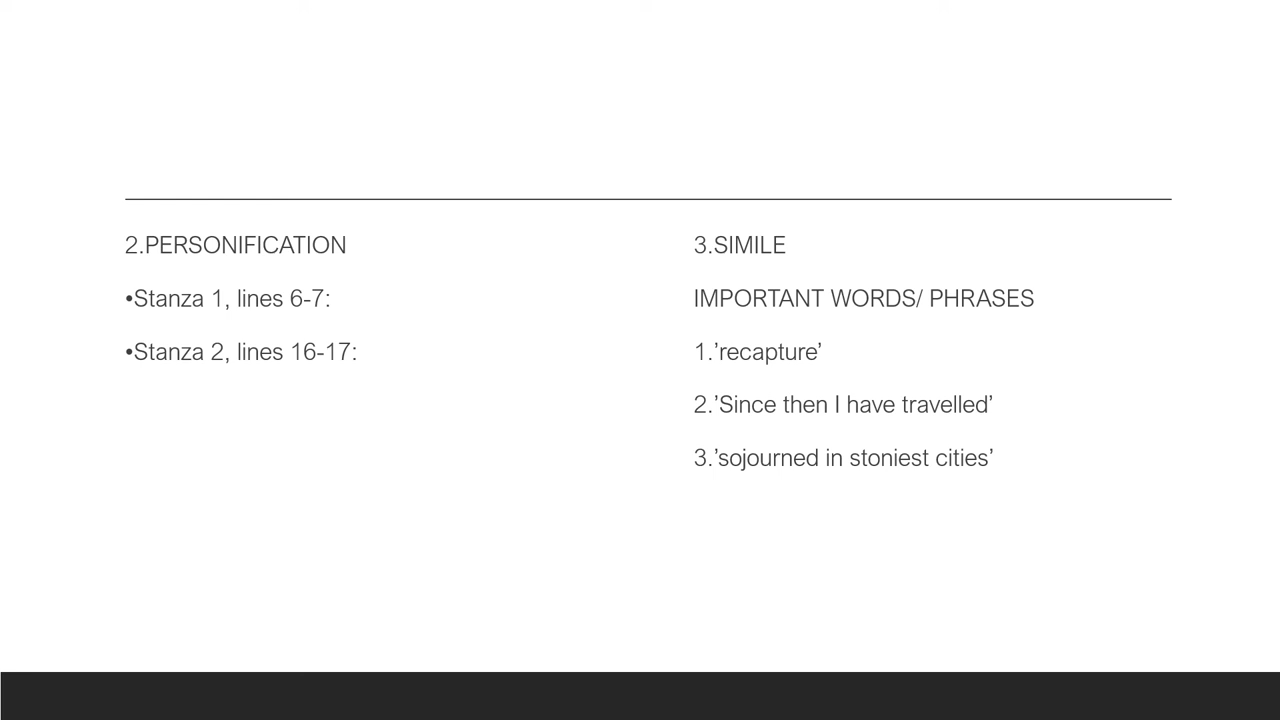 2.PERSONIFICATION
•Stanza 1, lines 6-7:
•Stanza 2, lines 16-17:
3.SIMILE
IMPORTANT WORDS/ PHRASES
1.’recapture’
2.’Since then I have travelled’
3.’sojourned in stoniest cities’